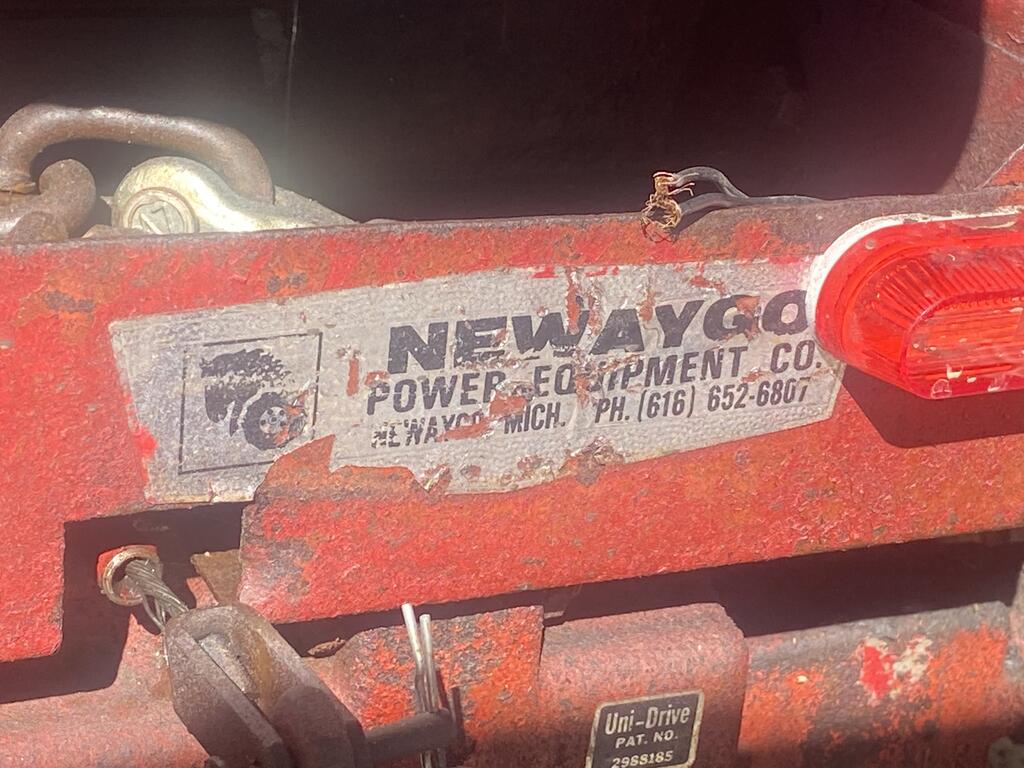 NEWAYGO
POWER EQUIPMENT CO.
NEWAYGO, MICH. PH. (616) 652-6807
Uni-Drive
PAT. NO.
2988185